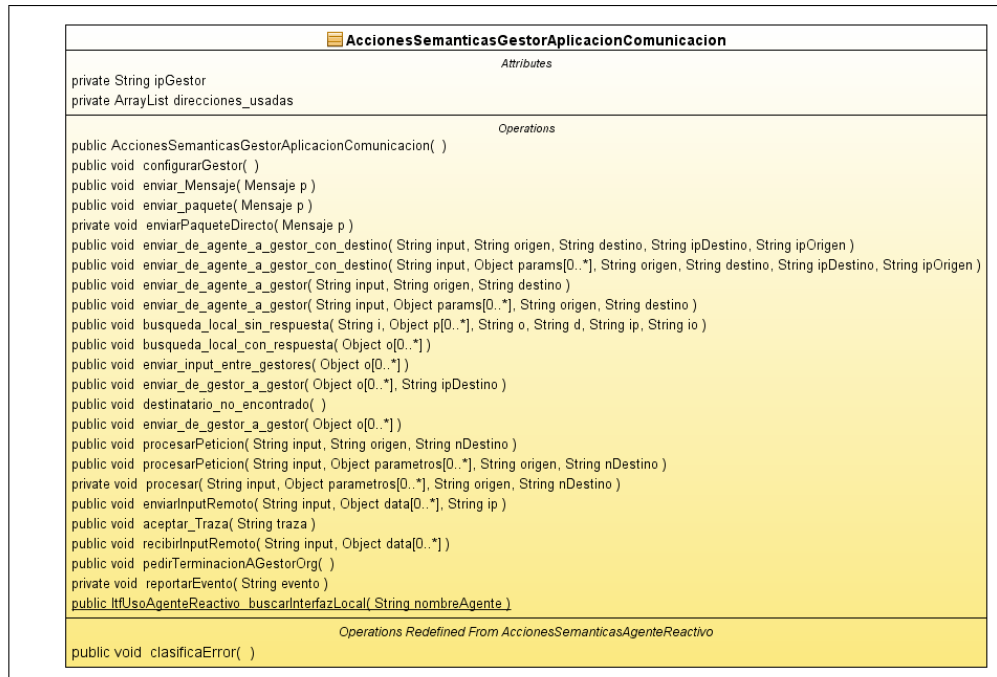 AccionesSemanticasGestorAplicacionComunicacion
Attributes
private String ipGestor
private ArrayList direcciones_usadas
Operations
public AccionesSemanticasGestorAplicacionComunicacion( )
public void configurarGestor( )
public void enviar_Mensaje( Mensaje p )
public void enviar_paquete( Mensaje p )
private void enviarPaqueteDirecto( Mensaje p )
public void enviar_de_agente_a_gestor_con_destino( String input, String origen, String destino, String ipDestino, String ipOrigen )
public void enviar_de_agente_a_gestor_con_destino( String input, Object params[0..*], String origen, String destino, String ipDestino, String ipOrigen )
public void enviar_de_agente_a_gestor( String input, String origen, String destino )
public void enviar_de_agente_a_gestor( String input, Object params[0..*], String origen, String destino )
public void busqueda_local_sin_respuesta( String i, Object p[0..*], String o, String d, String ip, String io )
public void busqueda_local_con_respuesta( Object o[0..*] )
public void enviar_input_entre_gestores( Object o[0..*] )
public void enviar_de_gestor_a_gestor( Object o[0..*], String ipDestino )
public void destinatario_no_encontrado( )
public void enviar_de_gestor_a_gestor( Object o[0..*] )
public void procesarPeticion( String input, String origen, String nDestino )
public void procesarPeticion( String input, Object parametros[0..*], String origen, String nDestino )
private void procesar( String input, Object parametros[0..*], String origen, String nDestino )
public void enviarInputRemoto( String input, Object data[0..*], String ip )
public void aceptar_Traza( String traza )
public void recibirInputRemoto( String input, Object data[0..*] )
public void pedirTerminacionAGestorOrg( )
private void reportarEvento( String evento )
public ItfUsoAgenteReactivo buscarInterfazLocal( String nombreAgente )
Operations Redefined From AccionesSemanticasAgenteReactivo
public void clasificaError( )